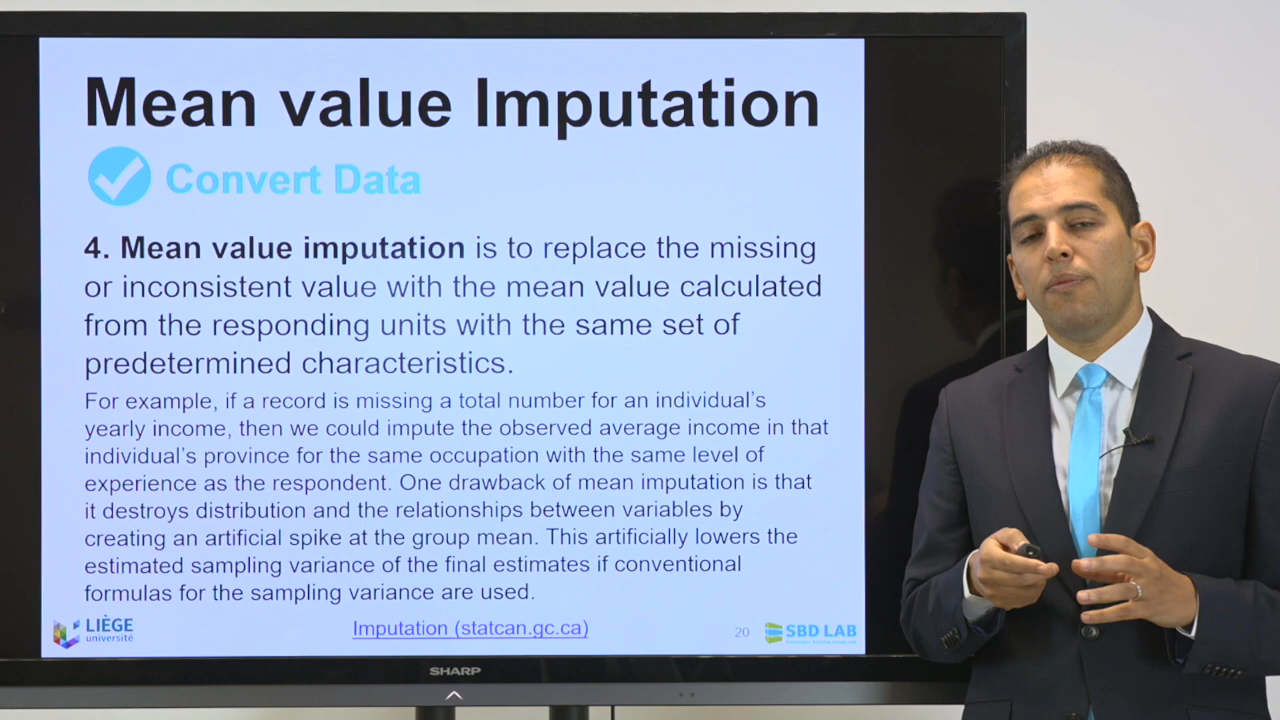 Mean value Imputation
Convert Data
4. Mean value imputation is to replace the missing
or inconsistent value with the mean value calculated
from the responding units with the same set of
predetermined characteristics.
For example, if a record is missing a total number for an individual's
yearly income, then we could impute the observed average income in that
individual's province for the same occupation with the same level of
experience as the respondent. One drawback of mean imputation is that
it destroys distribution and the relationships between variables by
creating an artificial spike at the group mean. This artificially lowers the
estimated sampling variance of the final estimates if conventional
formulas for the sampling variance are used.
LIÈGE
université
Imputation (statcan.gc.ca)
20
SBD LAB
SHARP